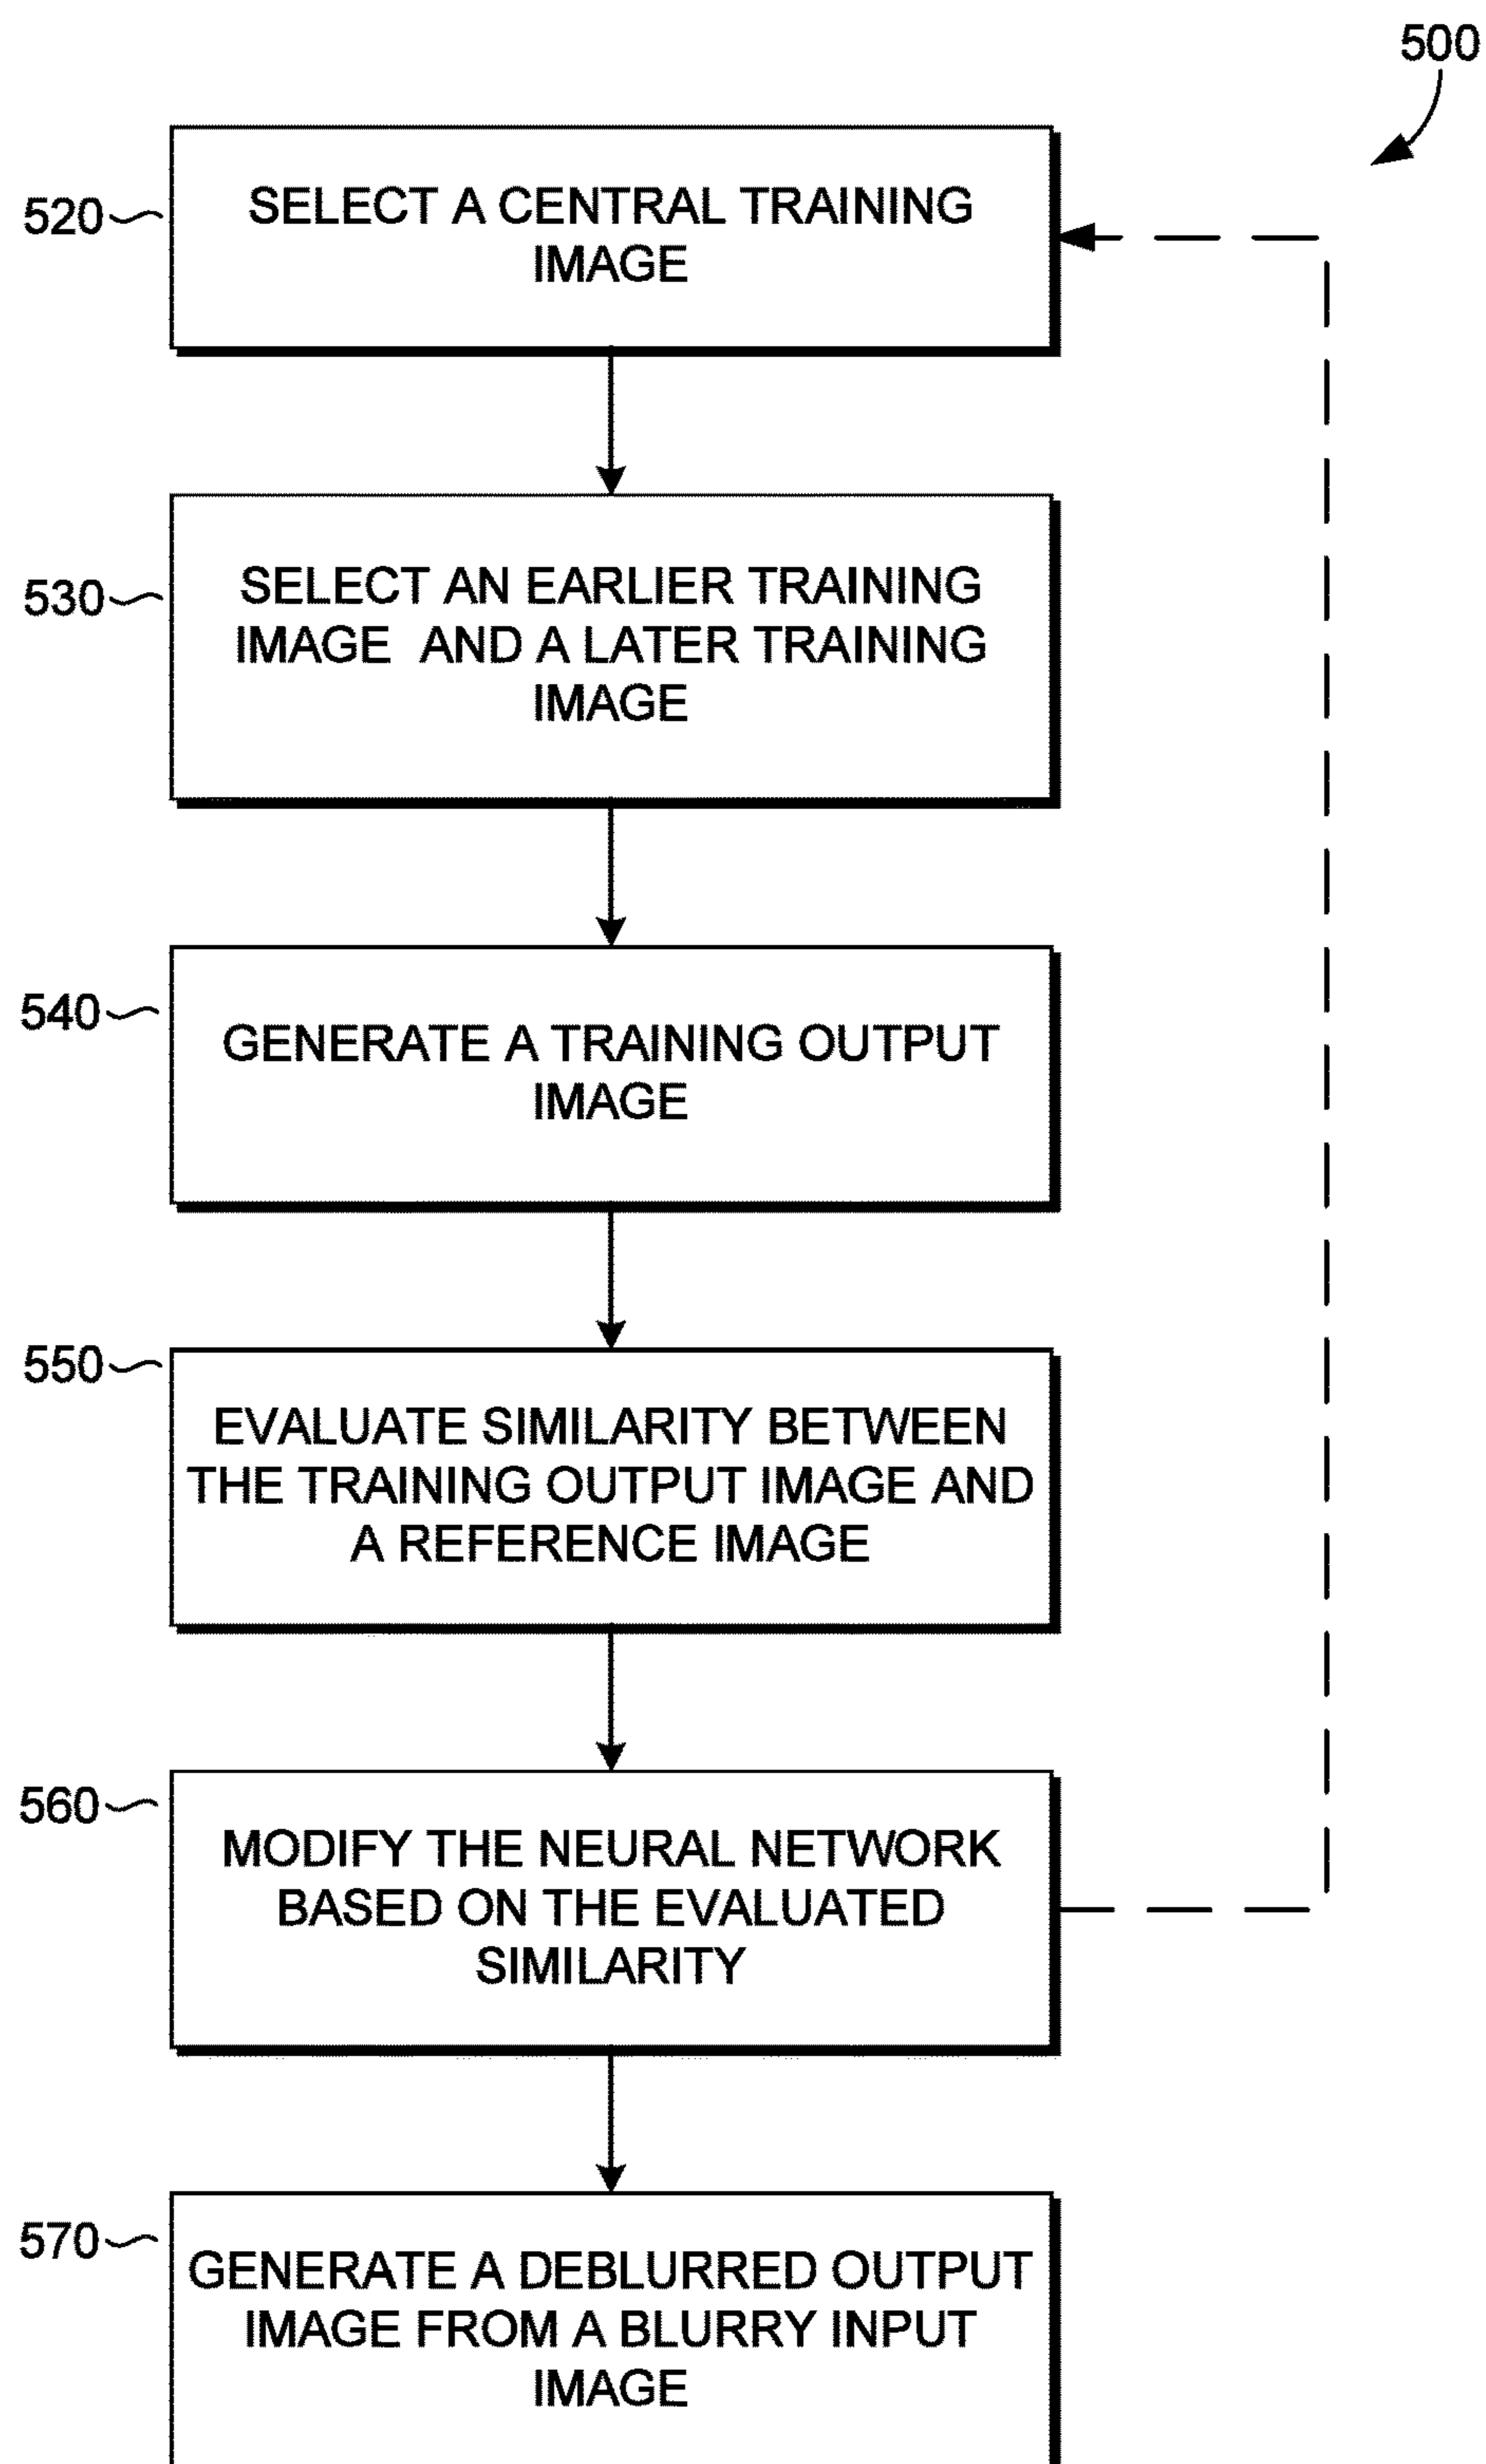 500
520
SELECT A CENTRAL TRAINING
IMAGE
530
SELECT AN EARLIER TRAINING
IMAGE AND A LATER TRAINING
IMAGE
540
GENERATE A TRAINING OUTPUT
IMAGE
550
EVALUATE SIMILARITY BETWEEN
THE TRAINING OUTPUT IMAGE AND
A REFERENCE IMAGE
560
MODIFY THE NEURAL NETWORK
BASED ON THE EVALUATED
SIMILARITY
570
GENERATE A DEBLURRED OUTPUT
IMAGE FROM A BLURRY INPUT
IMAGE